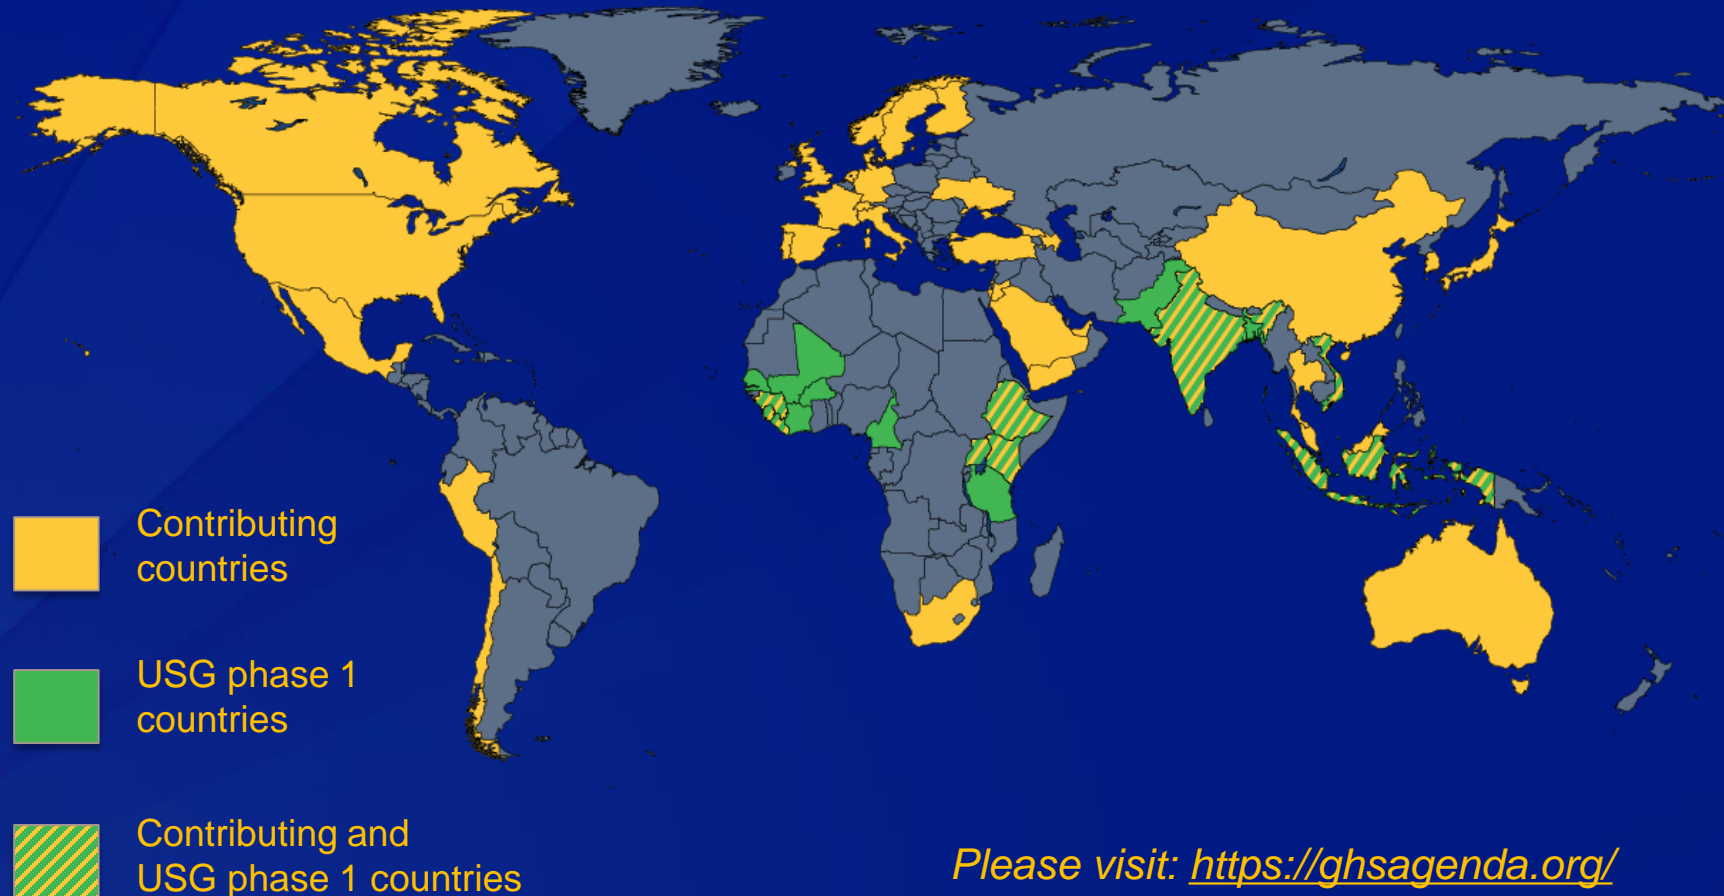 Contributing
countries
USG phase 1
countries
Contributing and
USG phase 1 countries
Please visit: https://ghsagenda.org/